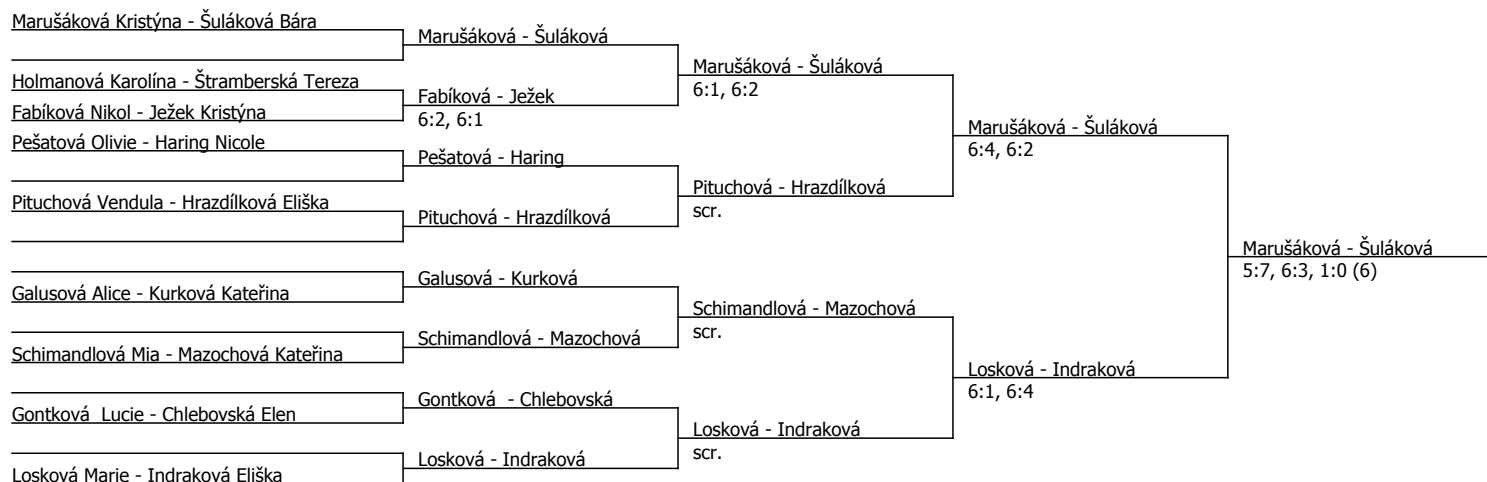 Marušáková Kristýna - Šuláková Bára
Marušáková - Šuláková
Marušáková - Šuláková
6:1, 6:2
Holmanová Karolína - Štramberská Tereza
Fabíková - Ježek
6:2, 6:1
Fabíková Nikol - Ježek Kristýna
Marušáková - Šuláková
6:4, 6:2
Pešatová Olivie - Haring Nicole
Pešatová - Haring
Pituchová - Hrazdílková
scr.
Pituchová Vendula - Hrazdílková Eliška
Pituchová - Hrazdílková
Marušáková - Šuláková
5:7, 6:3, 1:0 (6)
Galusová - Kurková
Galusová Alice - Kurková Kateřina
Schimandlová - Mazochová
scr.
Schimandlová - Mazochová
Schimandlová Mia - Mazochová Kateřina
Losková - Indraková
6:1, 6:4
Gontková - Chlebovská
Gontková  Lucie - Chlebovská Elen
Losková - Indraková
scr.
Losková - Indraková
Losková Marie - Indraková Eliška